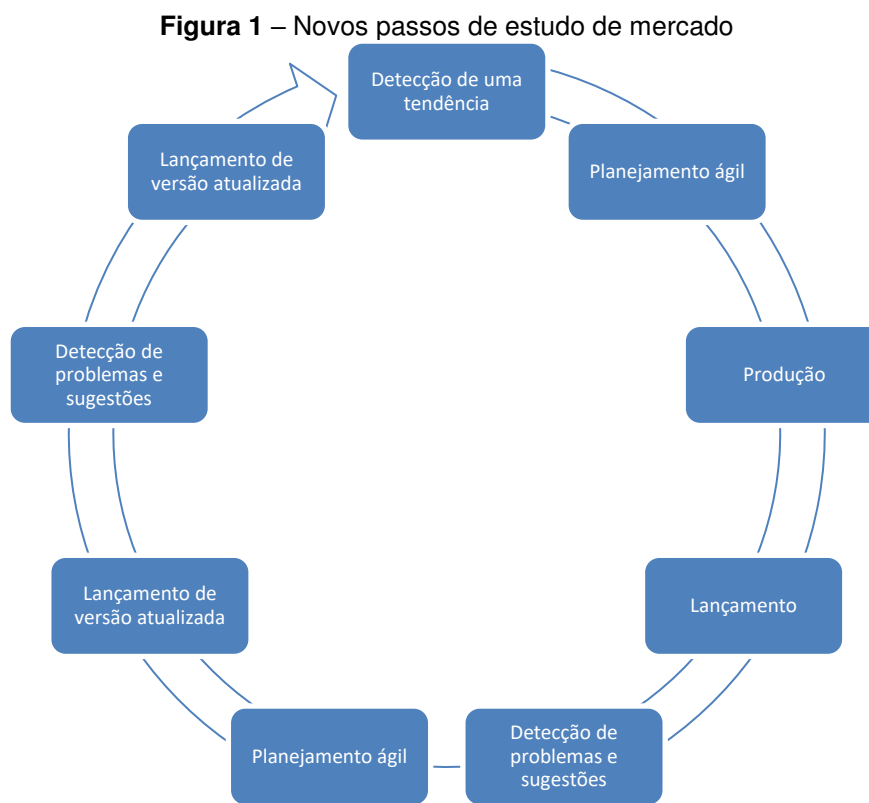 Figura 1 – Novos passos de estudo de mercado
Detecção de uma
tendência
Planejamento ágil
Produção
Lançamento
Detecção de
problemas e
sugestões
Planejamento ágil
Lançamento de
versão atualizada
Detecção de
problemas e
sugestões
Lançamento de
versão atualizada